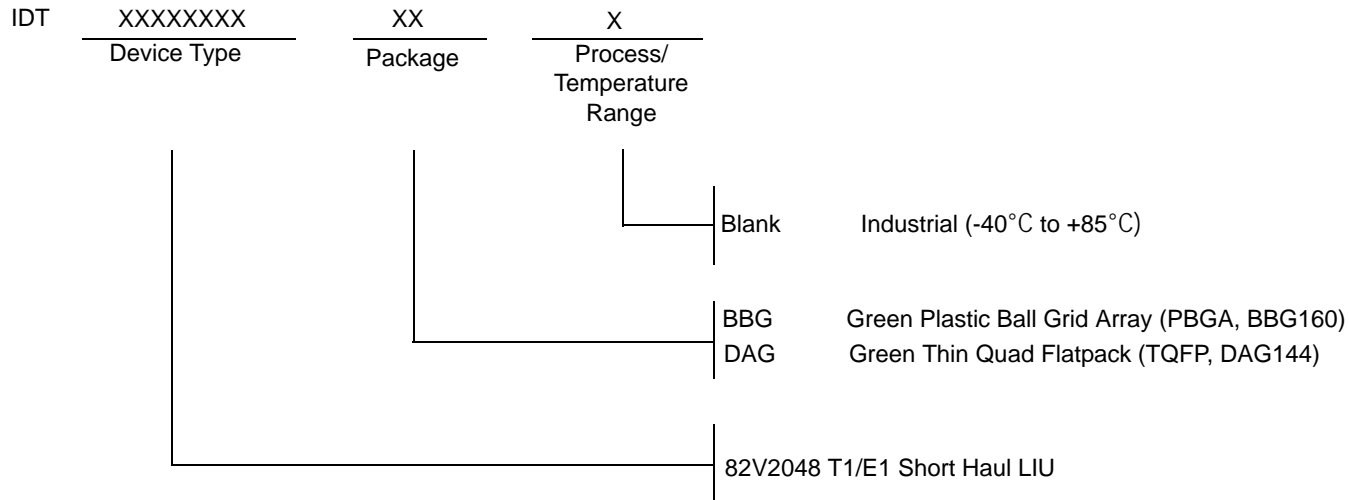 IDT XXXXXXXX XX X
Device Type Package Process/
Temperature
Range
Blank Industrial (-40°C to +85°C)
BBG Green Plastic Ball Grid Array (PBGA, BBG160)
DAG Green Thin Quad Flatpack (TQFP, DAG144)
82V2048 T1/E1 Short Haul LIU